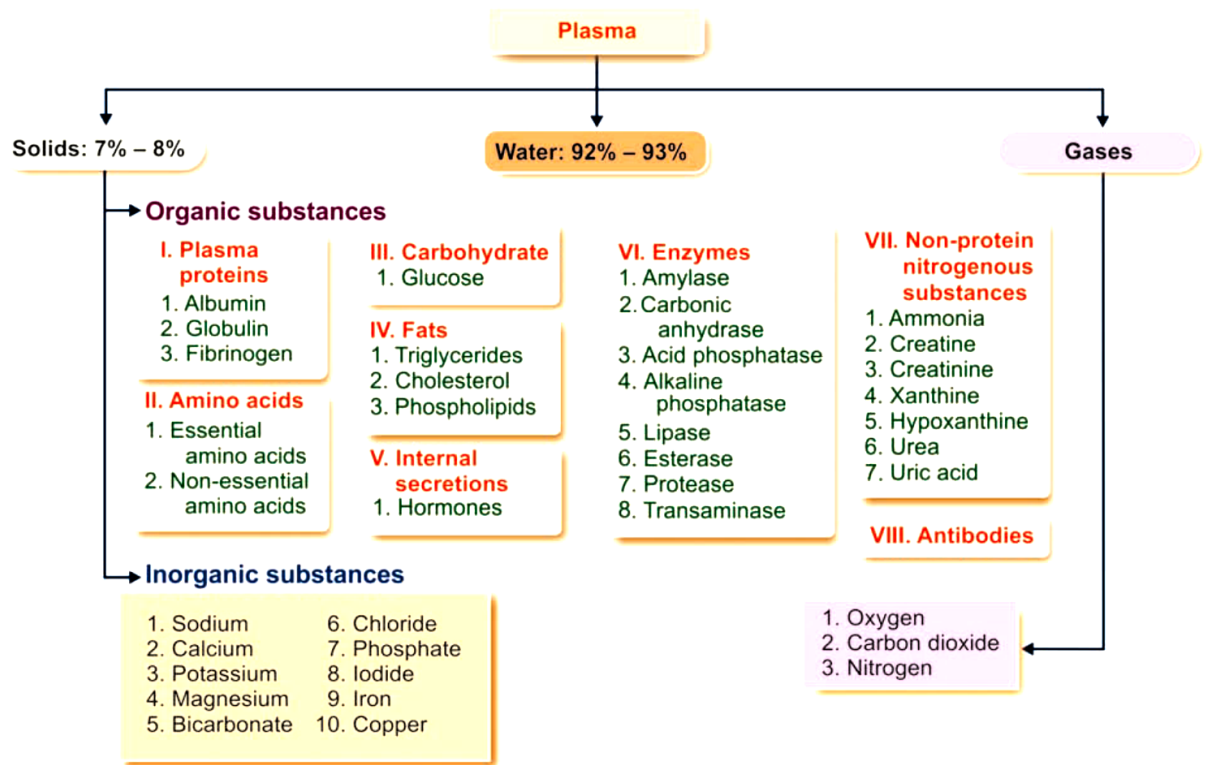 Plasma
Solids: 7% – 8%
Water: 92% – 93%
Gases
Organic substances
I. Plasma
proteins
1. Albumin
2. Globulin
3. Fibrinogen
II. Amino acids
1. Essential
amino acids
2. Non-essential
amino acids
III. Carbohydrate
1. Glucose
IV. Fats
1. Triglycerides
2. Cholesterol
3. Phospholipids
V. Internal
secretions
1. Hormones
VI. Enzymes
1. Amylase
2. Carbonic
anhydrase
3. Acid phosphatase
4. Alkaline
phosphatase
5. Lipase
6. Esterase
7. Protease
8. Transaminase
VII. Non-protein
nitrogenous
substances
1. Ammonia
2. Creatine
3. Creatinine
4. Xanthine
5. Hypoxanthine
6. Urea
7. Uric acid
VIII. Antibodies
Inorganic substances
1. Sodium
2. Calcium
3. Potassium
4. Magnesium
5. Bicarbonate
6. Chloride
7. Phosphate
8. Iodide
9. Iron
10. Copper
1. Oxygen
2. Carbon dioxide
3. Nitrogen